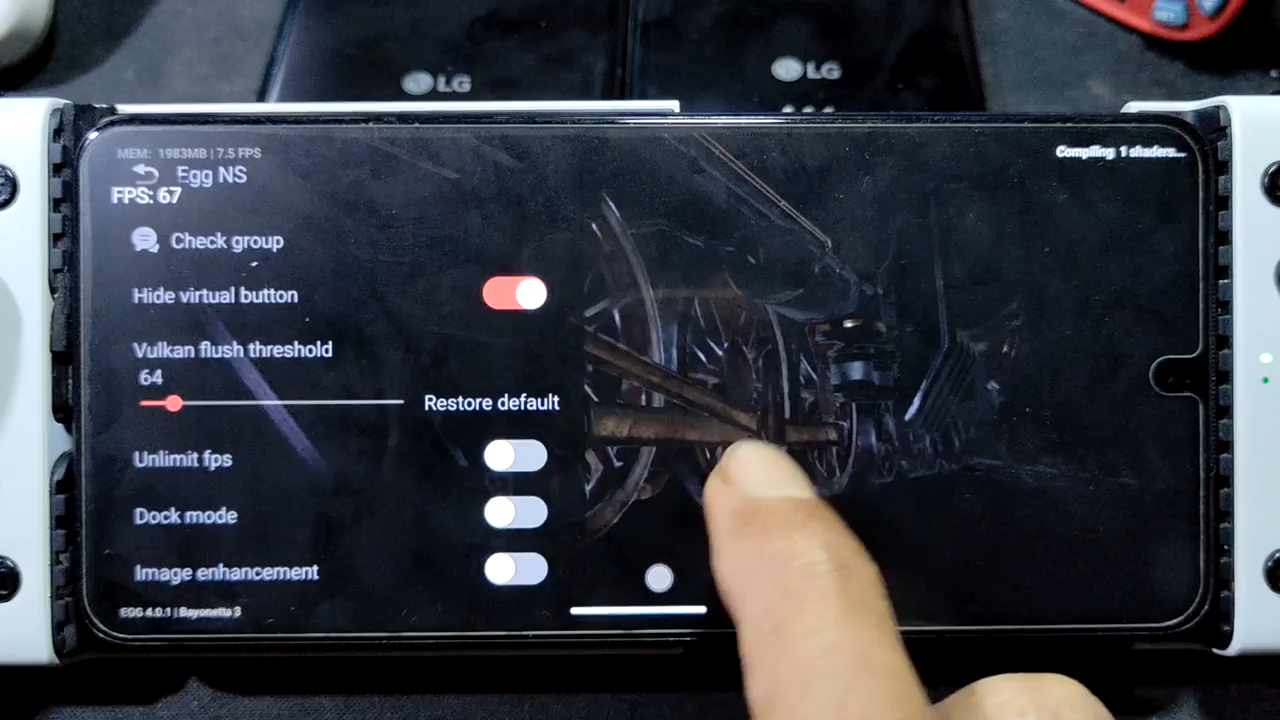 LG
LG
MEM: 1983MB | 7.5 FPS
Compiling 1 shaders...
Egg NS
FPS: 67
Check group
Hide virtual button
Vulkan flush threshold
64
Restore default
Unlimit fps
Dock mode
Image enhancement
EGG 4.0.1 | Bayonetta 3